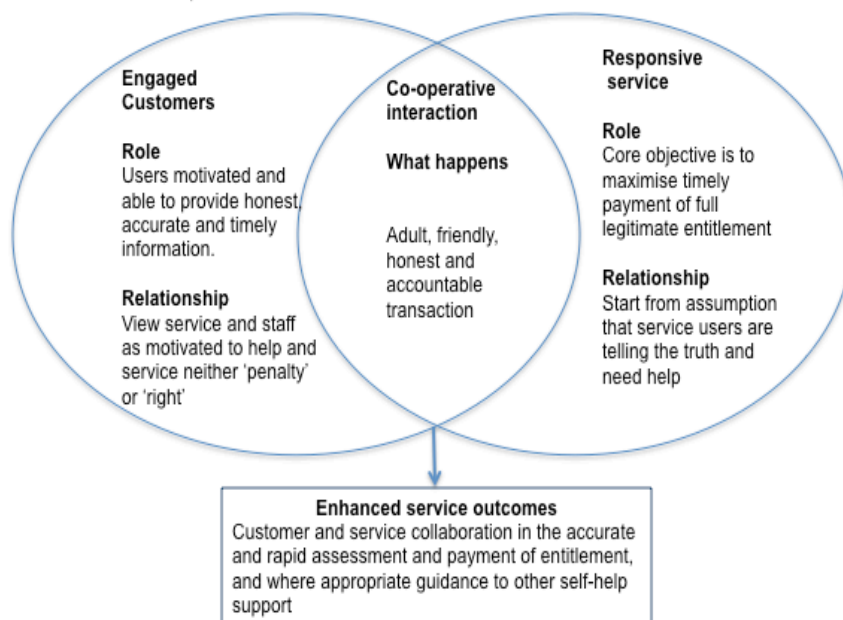 Engaged
Customers
Role
Users motivated and
able to provide honest,
accurate and timely
information.
Relationship
View service and staff
as motivated to help and
service neither ‘penalty’
or ‘right’
Co-operative
interaction
What happens
Adult, friendly,
honest and
accountable
transaction
Responsive
service
Role
Core objective is to
maximise timely
payment of full
legitimate entitlement
Relationship
Start from assumption
that service users are
telling the truth and
need help
Enhanced service outcomes
Customer and service collaboration in the accurate
and rapid assessment and payment of entitlement,
and where appropriate guidance to other self-help
support